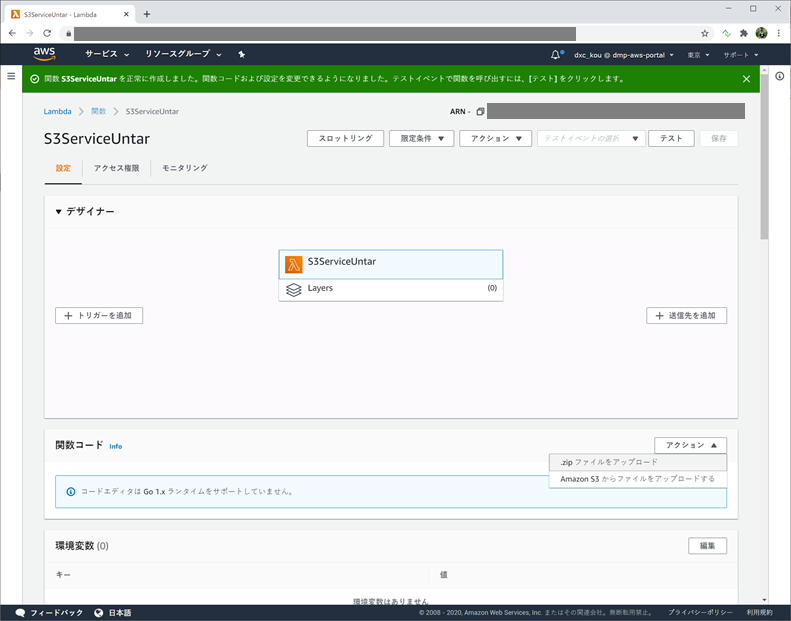 S3ServiceUntar - Lambda
aws
サービス
リソースグループ
dxc_kou @ dmp-aws-portal
東京
サポート
関数 S3ServiceUntar を正常に作成しました。関数コードおよび設定を変更できるようになりました。テストイベントで関数を呼び出すには、[テスト] をクリックします。
Lambda
関数
S3ServiceUntar
ARN -
S3ServiceUntar
スロットリング
限定条件
アクション
テストイベントの選択
テスト
保存
設定
アクセス権限
モニタリング
デザイナー
S3ServiceUntar
Layers
(0)
トリガーを追加
送信先を追加
関数コード
Info
アクション
.zip ファイルをアップロード
Amazon S3 からファイルをアップロードする
コードエディタは Go 1.x ランタイムをサポートしていません。
環境変数 (0)
編集
キー
値
環境変数はありません
フィードバック
日本語
© 2008 - 2020, Amazon Web Services, Inc. またはその関連会社。無断転用禁止。
プライバシーポリシー
利用規約